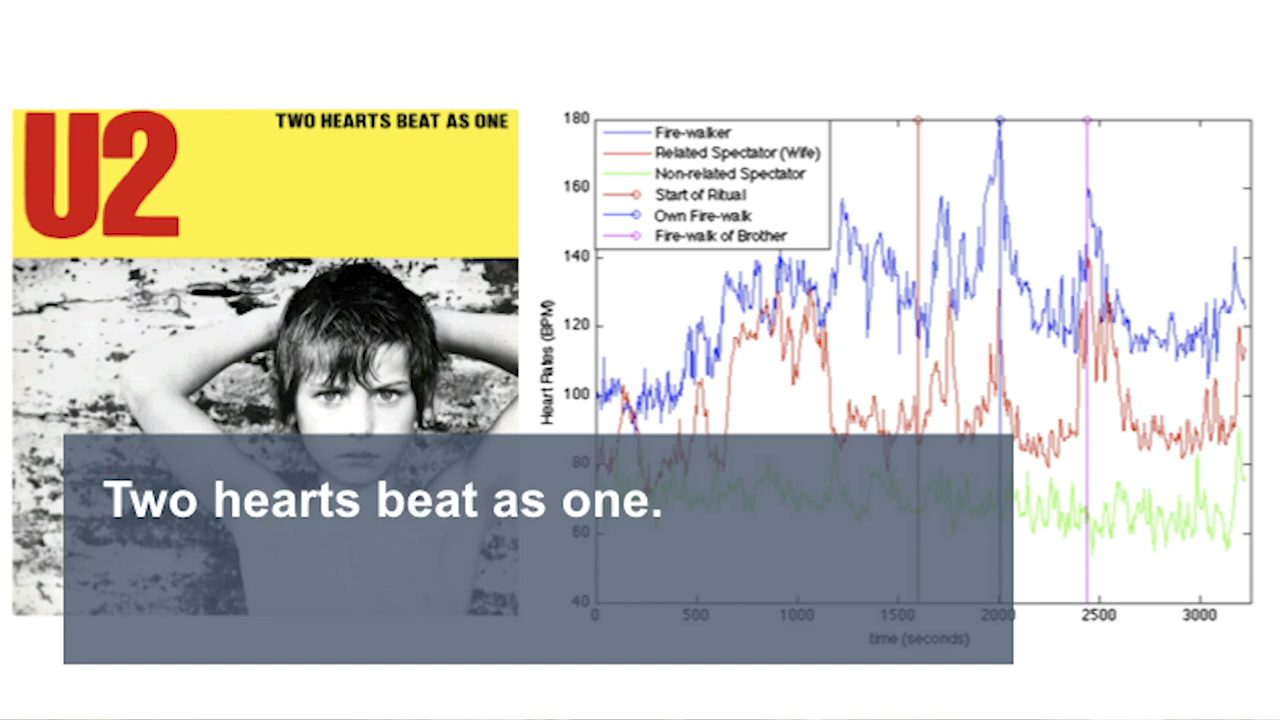 U2
TWO HEARTS BEAT AS ONE
180
160
140
120
100
80
60
40
Heart Rates (BPM)
Fire-walker
Related Spectator (Wife)
Non-related Spectator
Start of Ritual
Own Fire-walk
Fire-walk of Brother
0
500
1000
1500
2000
2500
3000
time (seconds)
Two hearts beat as one.